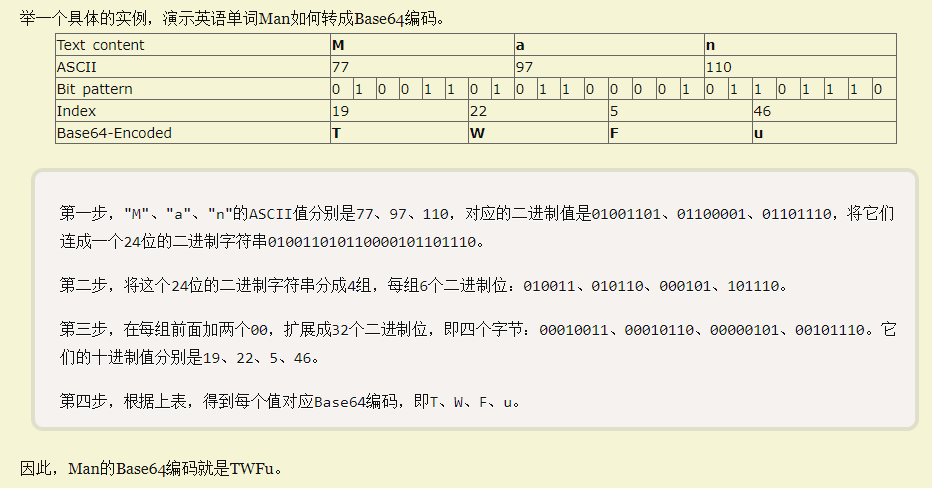 举一个具体的实例，演示英语单词Man如何转成Base64编码。
Text content M a n
ASCII 77 97 110
Bit pattern 0 1 0 0 1 1 0 1 0 1 1 0 0 0 0 1 0 1 1 0 1 1 1 0
Index 19 22 5 46
Base64-Encoded T W F u
第一步，"M"、"a"、"n"的ASCII值分别是77、97、110，对应的二进制值是01001101、01100001、01101110，将它们
连成一个24位的二进制字符串010011010110000101101110。
第二步，将这个24位的二进制字符串分成4组，每组6个二进制位：010011、010110、000101、101110。
第三步，在每组前面加两个00，扩展成32个二进制位，即四个字节：00010011、00010110、00000101、00101110。它
们的十进制值分别是19、22、5、46。
第四步，根据上表，得到每个值对应Base64编码，即T、W、F、u。
因此，Man的Base64编码就是TWFu。